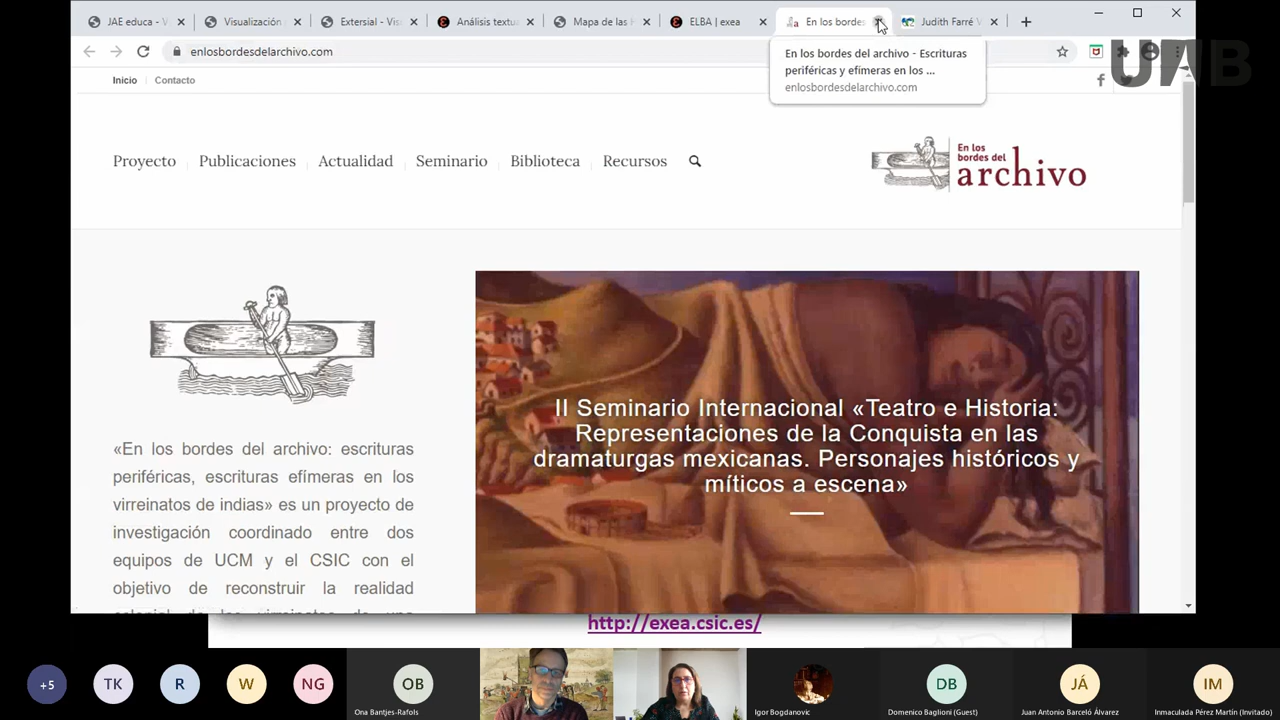 JAE educa - V
Visualización
Extersial - Vis
Análisis textua
Mapa de las H
ELBA | exea
En los bordes
Judith Farré V
enlosbordesdelarchivo.com
En los bordes del archivo - Escrituras
periféricas y efímeras en los ...
enlosbordesdelarchivo.com
UAB
Inicio
Contacto
Proyecto
Publicaciones
Actualidad
Seminario
Biblioteca
Recursos
En los
bordes del
archivo
«En los bordes del archivo: escrituras
periféricas, escrituras efímeras en los
virreinatos de indias» es un proyecto de
investigación coordinado entre dos
equipos de UCM y el CSIC con el
objetivo de reconstruir la realidad
II Seminario Internacional «Teatro e Historia:
Representaciones de la Conquista en las
dramaturgas mexicanas. Personajes históricos y
míticos a escena»
http://exea.csic.es/
+5
TK
R
W
NG
OB
Ona Bantjes-Rafols
Igor Bogdanovic
DB
Domenico Baglioni (Guest)
JÁ
Juan Antonio Barceló Álvarez
IM
Inmaculada Pérez Martín (Invitado)